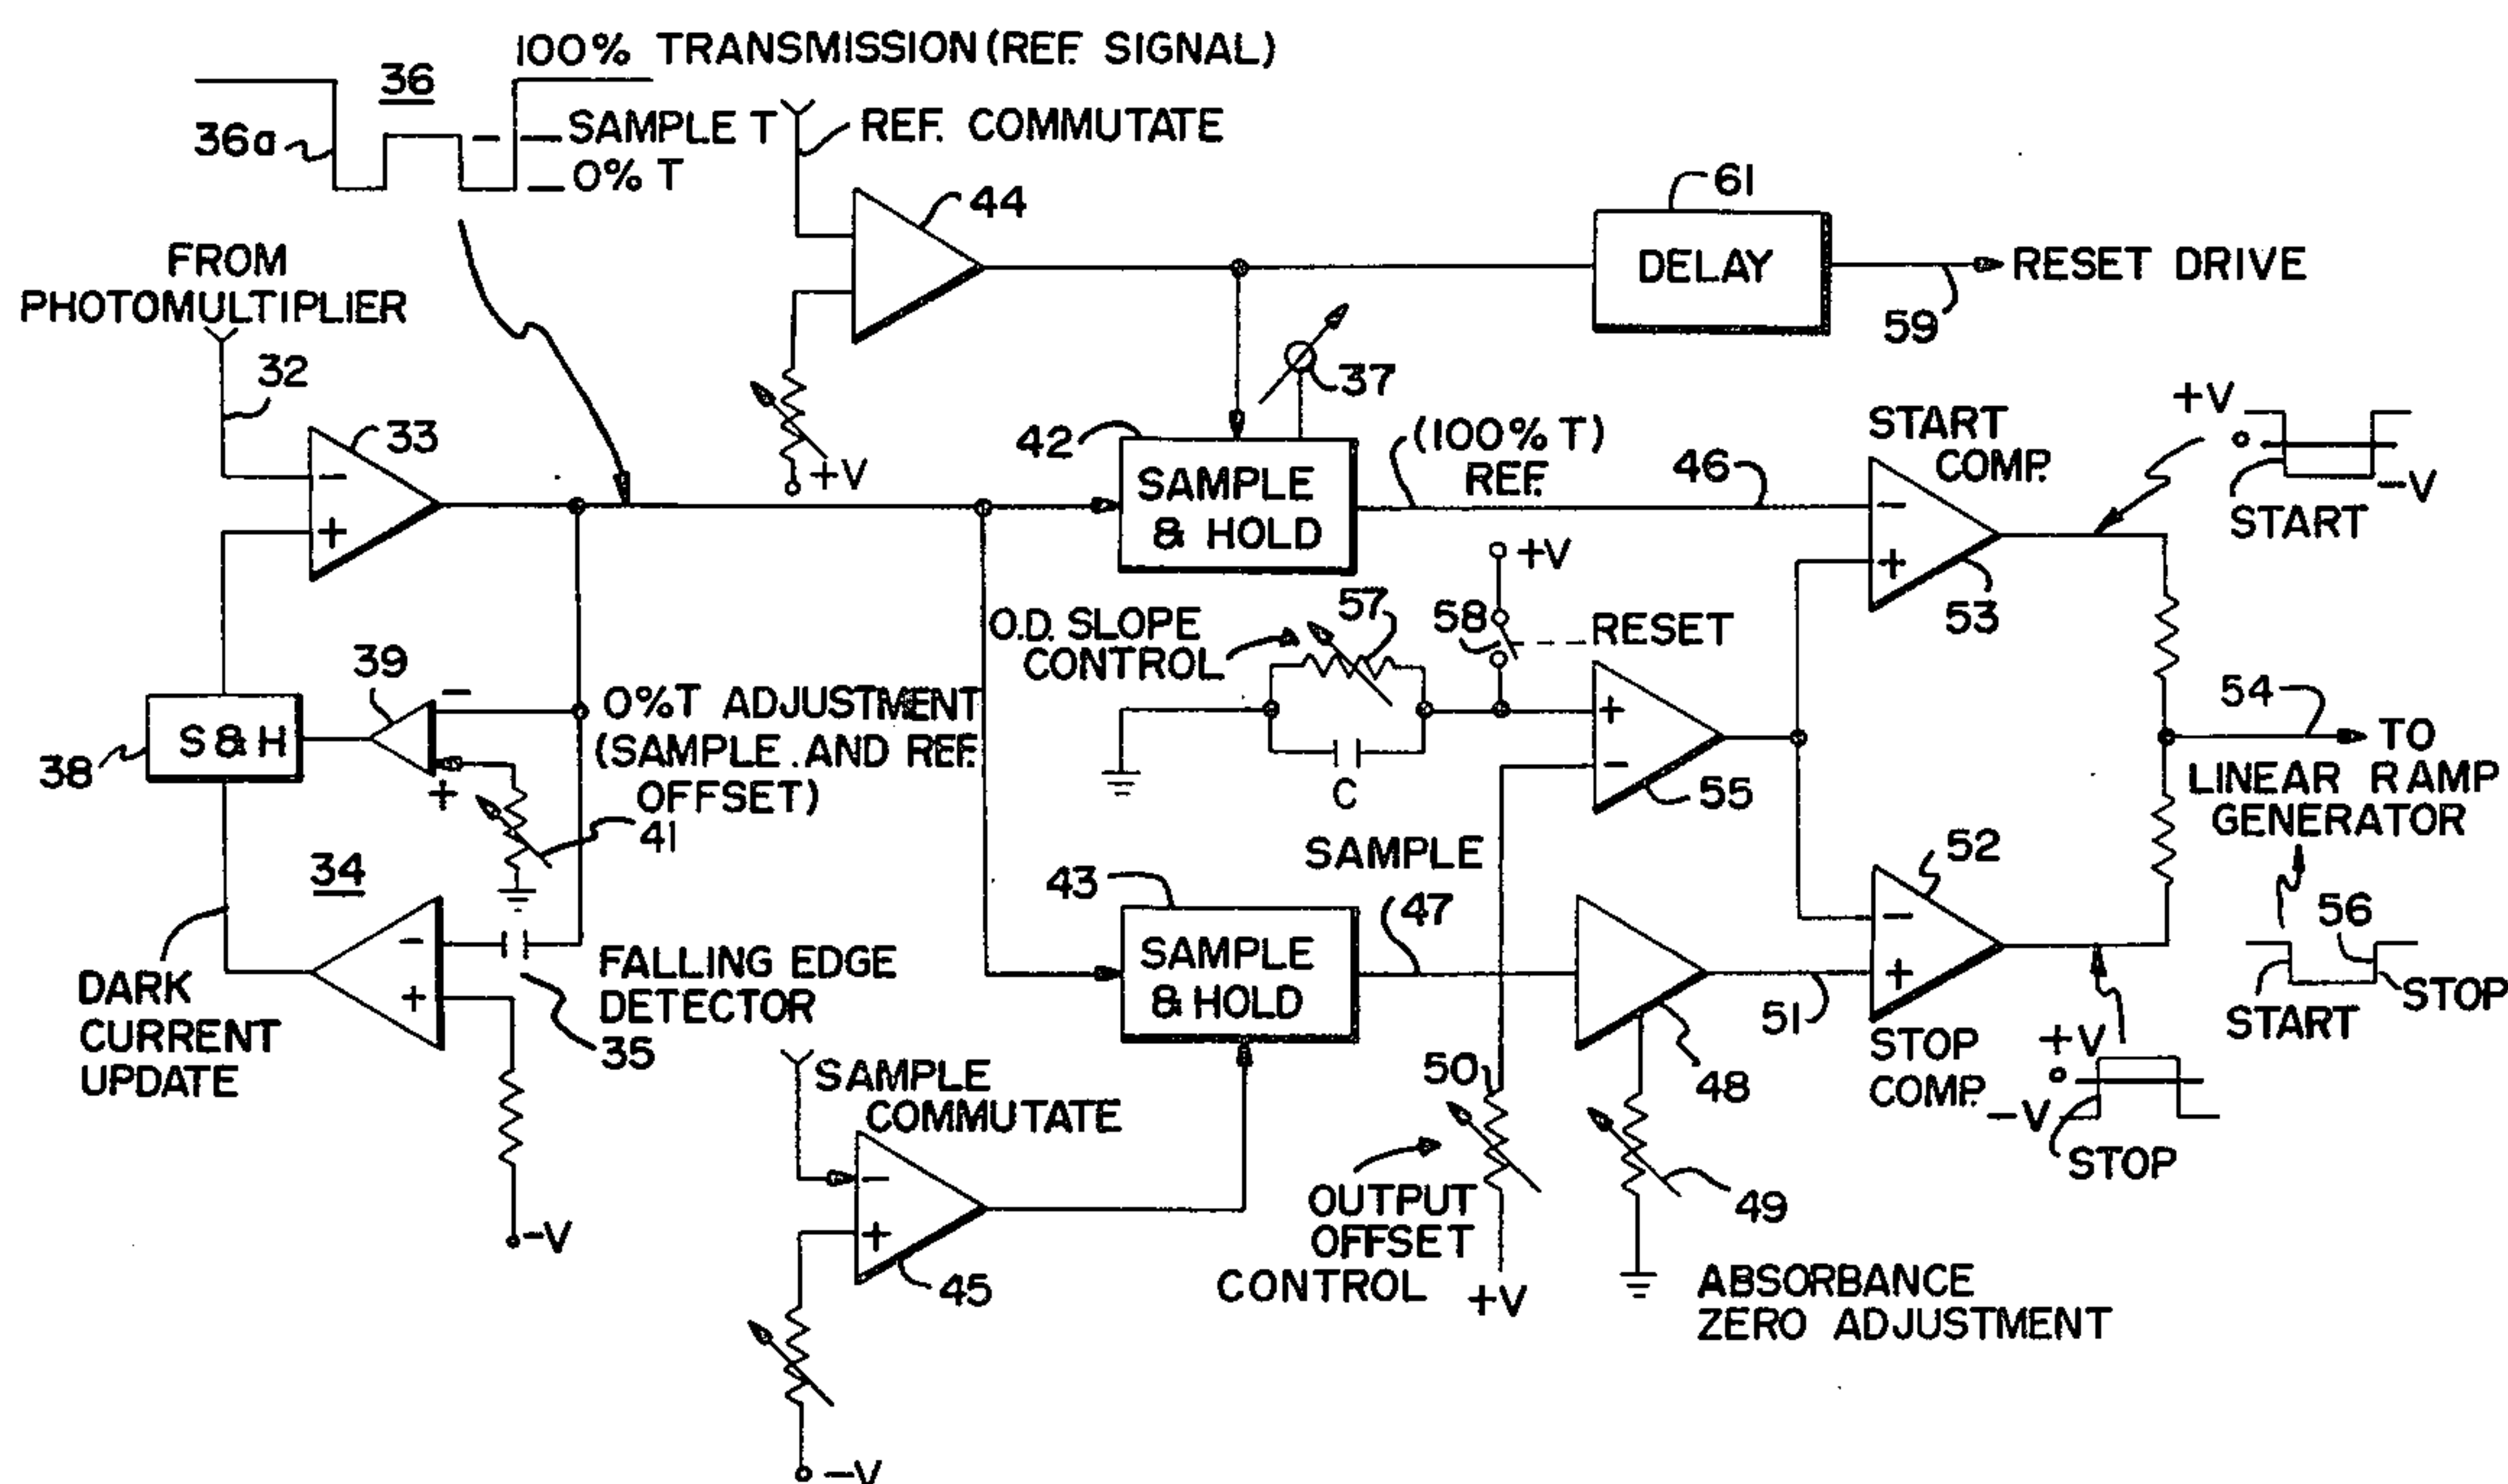 100% TRANSMISSION (REF. SIGNAL)
36
36a
SAMPLE T
0% T
REF. COMMUTATE
44
61
DELAY
RESET DRIVE
59
FROM
PHOTOMULTIPLIER
32
33
-
+
+V
37
42
SAMPLE
& HOLD
(100% T)
REF.
46
START
COMP.
-
+
53
+V
o
-V
START
O.D. SLOPE
CONTROL
57
58
+V
RESET
C
+
-
55
54
TO
LINEAR RAMP
GENERATOR
56
START
STOP
39
-
+
S & H
38
0%T ADJUSTMENT
(SAMPLE AND REF.
OFFSET)
41
34
-
+
DARK
CURRENT
UPDATE
FALLING EDGE
DETECTOR
35
-V
SAMPLE
43
SAMPLE
& HOLD
47
48
51
52
-
+
STOP
COMP.
+V
o
-V
STOP
SAMPLE
COMMUTATE
-
+
45
-V
50
OUTPUT
OFFSET
CONTROL
+V
49
ABSORBANCE
ZERO ADJUSTMENT